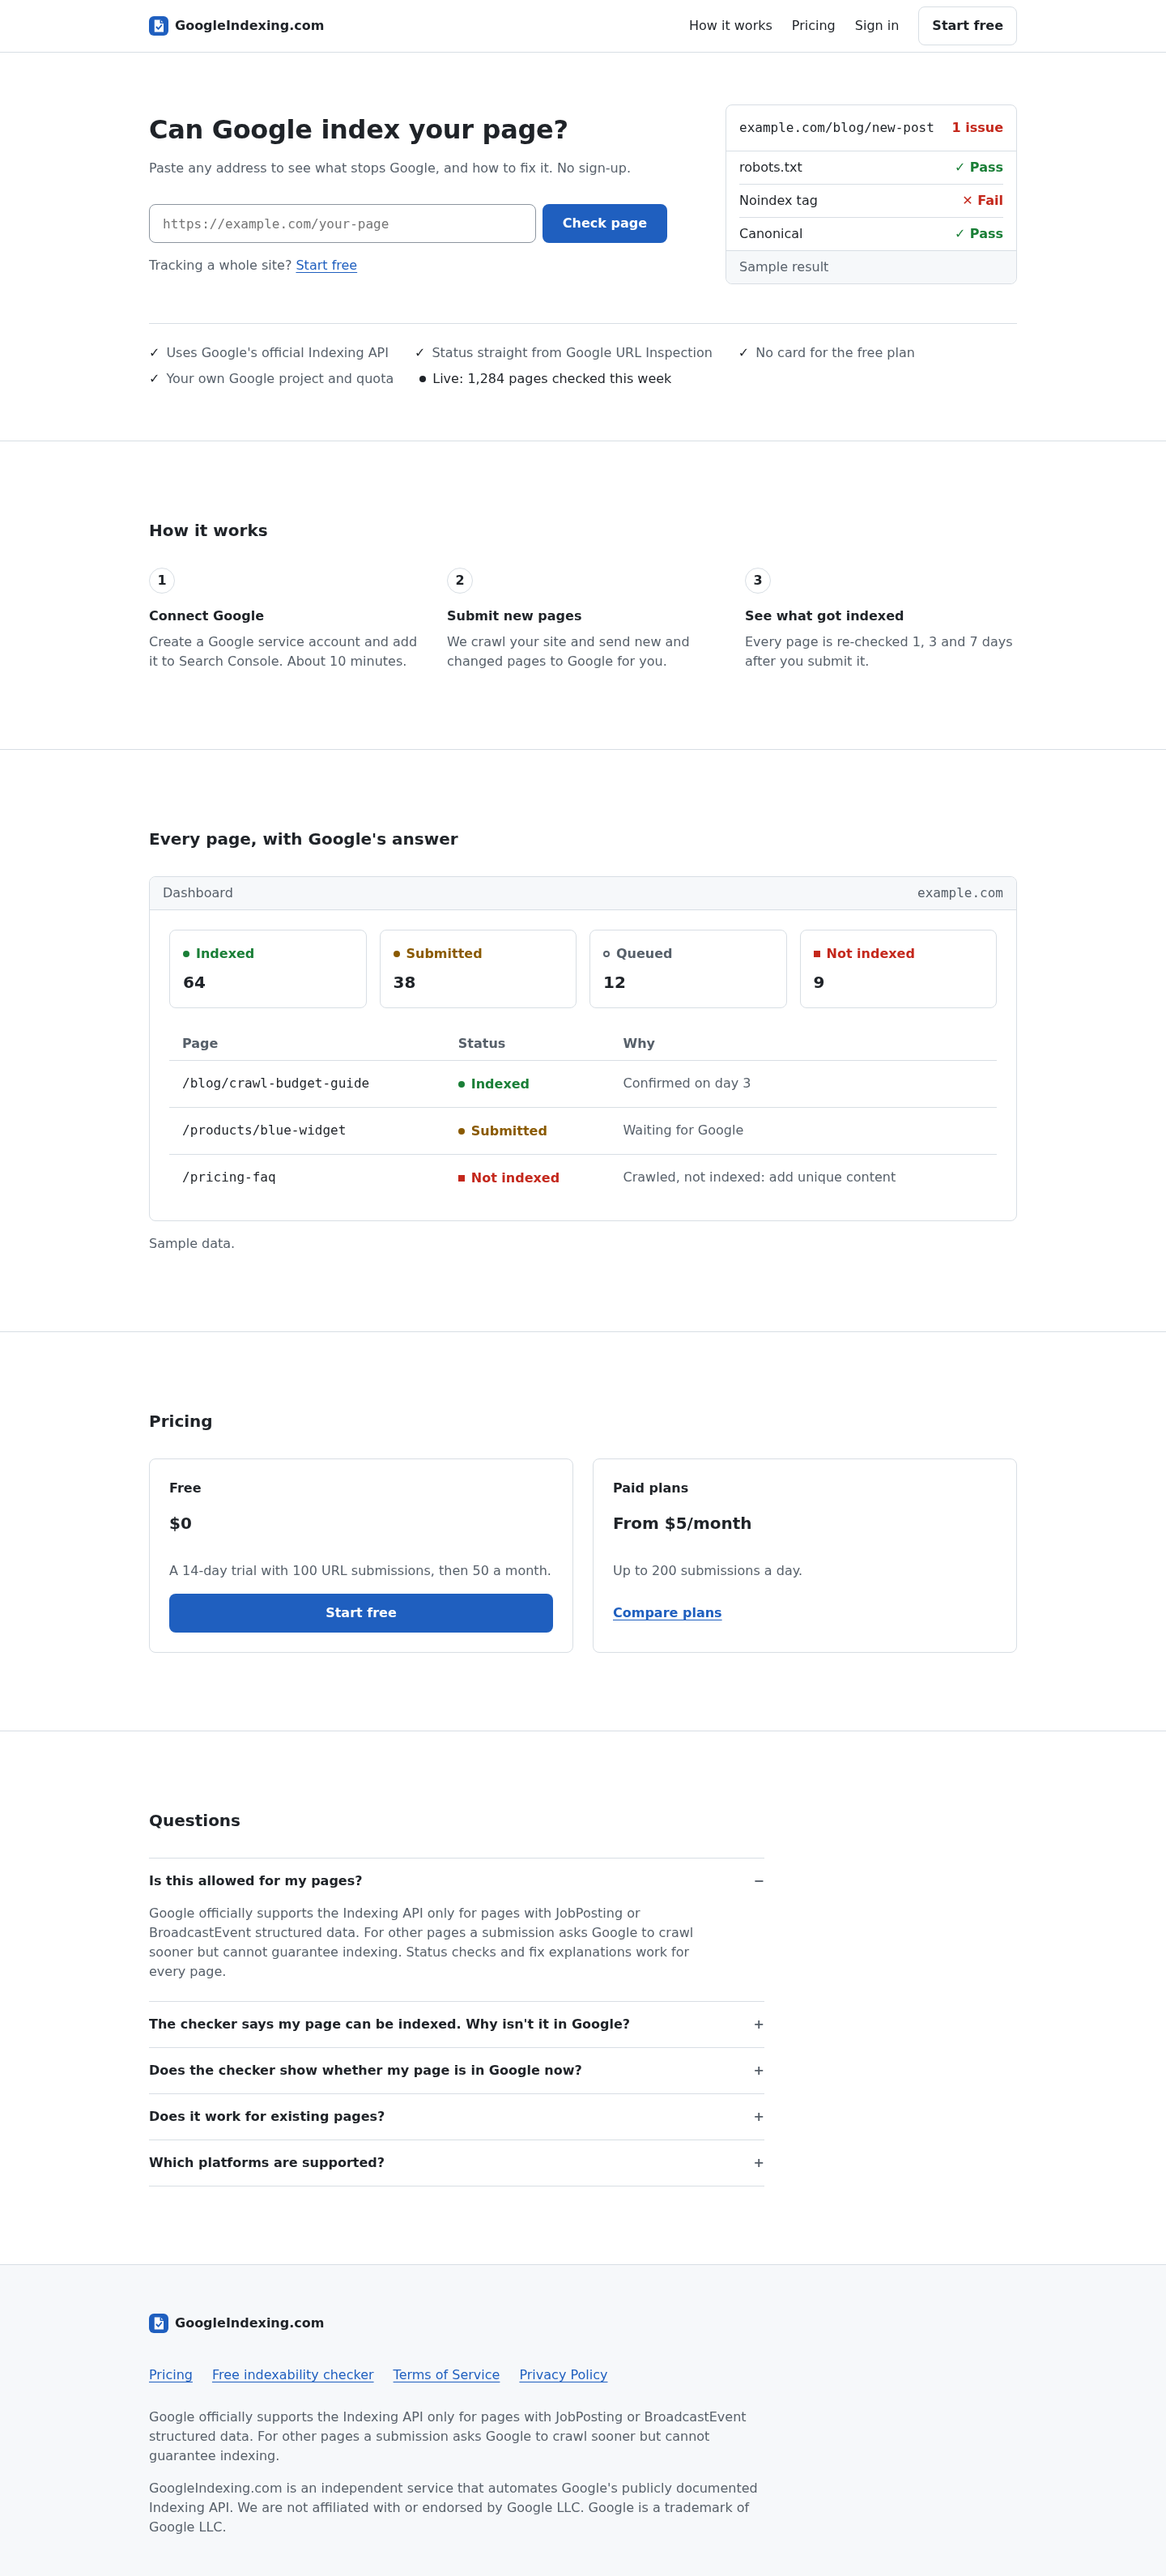 GoogleIndexing.com
How it works Pricing Sign in Start free
Can Google index your page?
Paste any address to see what stops Google, and how to fix it. No sign-up.
https://example.com/your-page Check page
Tracking a whole site? Start free
example.com/blog/new-post 1 issue
robots.txt ✓ Pass
Noindex tag ✕ Fail
Canonical ✓ Pass
Sample result
✓ Uses Google's official Indexing API ✓ Status straight from Google URL Inspection ✓ No card for the free plan
✓ Your own Google project and quota ● Live: 1,284 pages checked this week
How it works
1
Connect Google
Create a Google service account and add
it to Search Console. About 10 minutes.
2
Submit new pages
We crawl your site and send new and
changed pages to Google for you.
3
See what got indexed
Every page is re-checked 1, 3 and 7 days
after you submit it.
Every page, with Google's answer
Dashboard example.com
Indexed
64
Submitted
38
Queued
12
Not indexed
9
Page Status Why
/blog/crawl-budget-guide Indexed Confirmed on day 3
/products/blue-widget Submitted Waiting for Google
/pricing-faq Not indexed Crawled, not indexed: add unique content
Sample data.
Pricing
Free
$0
A 14-day trial with 100 URL submissions, then 50 a month.
Start free
Paid plans
From $5/month
Up to 200 submissions a day.
Compare plans
Questions
Is this allowed for my pages? −
Google officially supports the Indexing API only for pages with JobPosting or
BroadcastEvent structured data. For other pages a submission asks Google to crawl
sooner but cannot guarantee indexing. Status checks and fix explanations work for
every page.
The checker says my page can be indexed. Why isn't it in Google? +
Does the checker show whether my page is in Google now? +
Does it work for existing pages? +
Which platforms are supported? +
GoogleIndexing.com
Pricing Free indexability checker Terms of Service Privacy Policy
Google officially supports the Indexing API only for pages with JobPosting or BroadcastEvent
structured data. For other pages a submission asks Google to crawl sooner but cannot
guarantee indexing.
GoogleIndexing.com is an independent service that automates Google's publicly documented
Indexing API. We are not affiliated with or endorsed by Google LLC. Google is a trademark of
Google LLC.